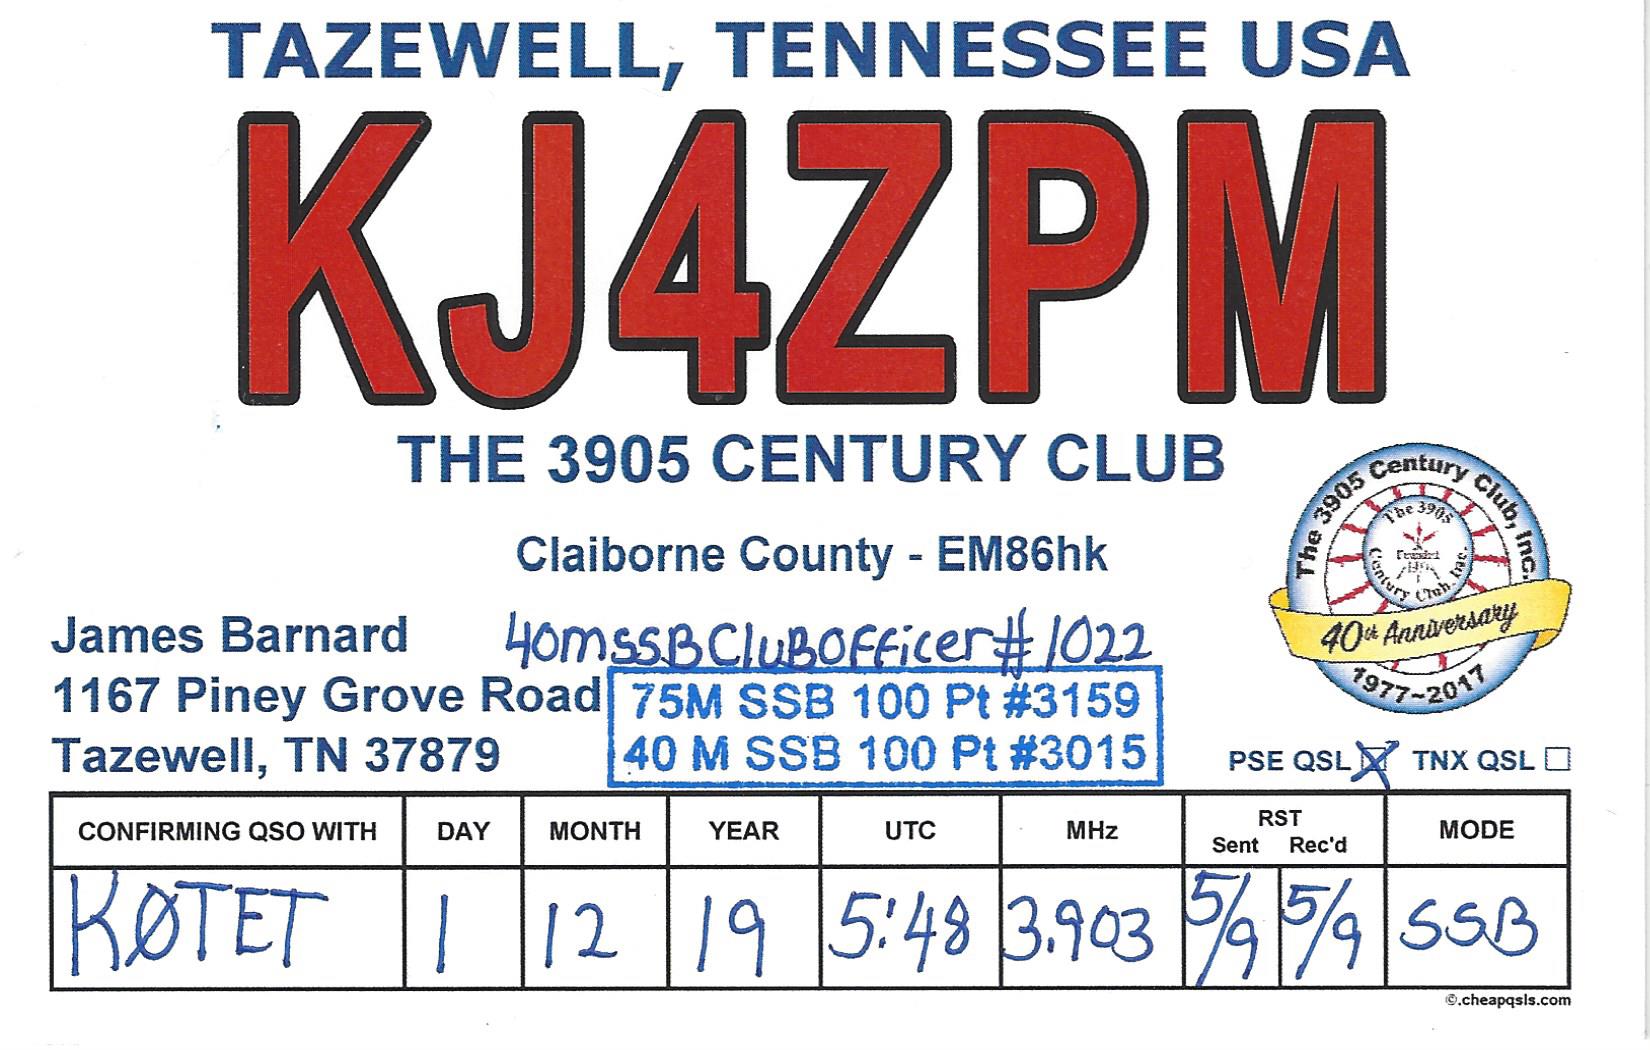 TAZEWELL, TENNESSEE USA
KJ4ZPM
THE 3905 CENTURY CLUB
Claiborne County - EM86hk
The 3905 Century Club, Inc.
The 3905
Century Club, Inc.
40th Anniversary
1977~2017
James Barnard
40mSSBCluBOFFicer#1022
1167 Piney Grove Road
75M SSB 100 Pt #3159
Tazewell, TN 37879
40 M SSB 100 Pt #3015
PSE QSL TNX QSL
CONFIRMING QSO WITH DAY MONTH YEAR UTC MHz RST Sent Rec'd MODE
KØTET 1 12 19 5:48 3.903 5/9 5/9 SSB
©.cheapqsls.com